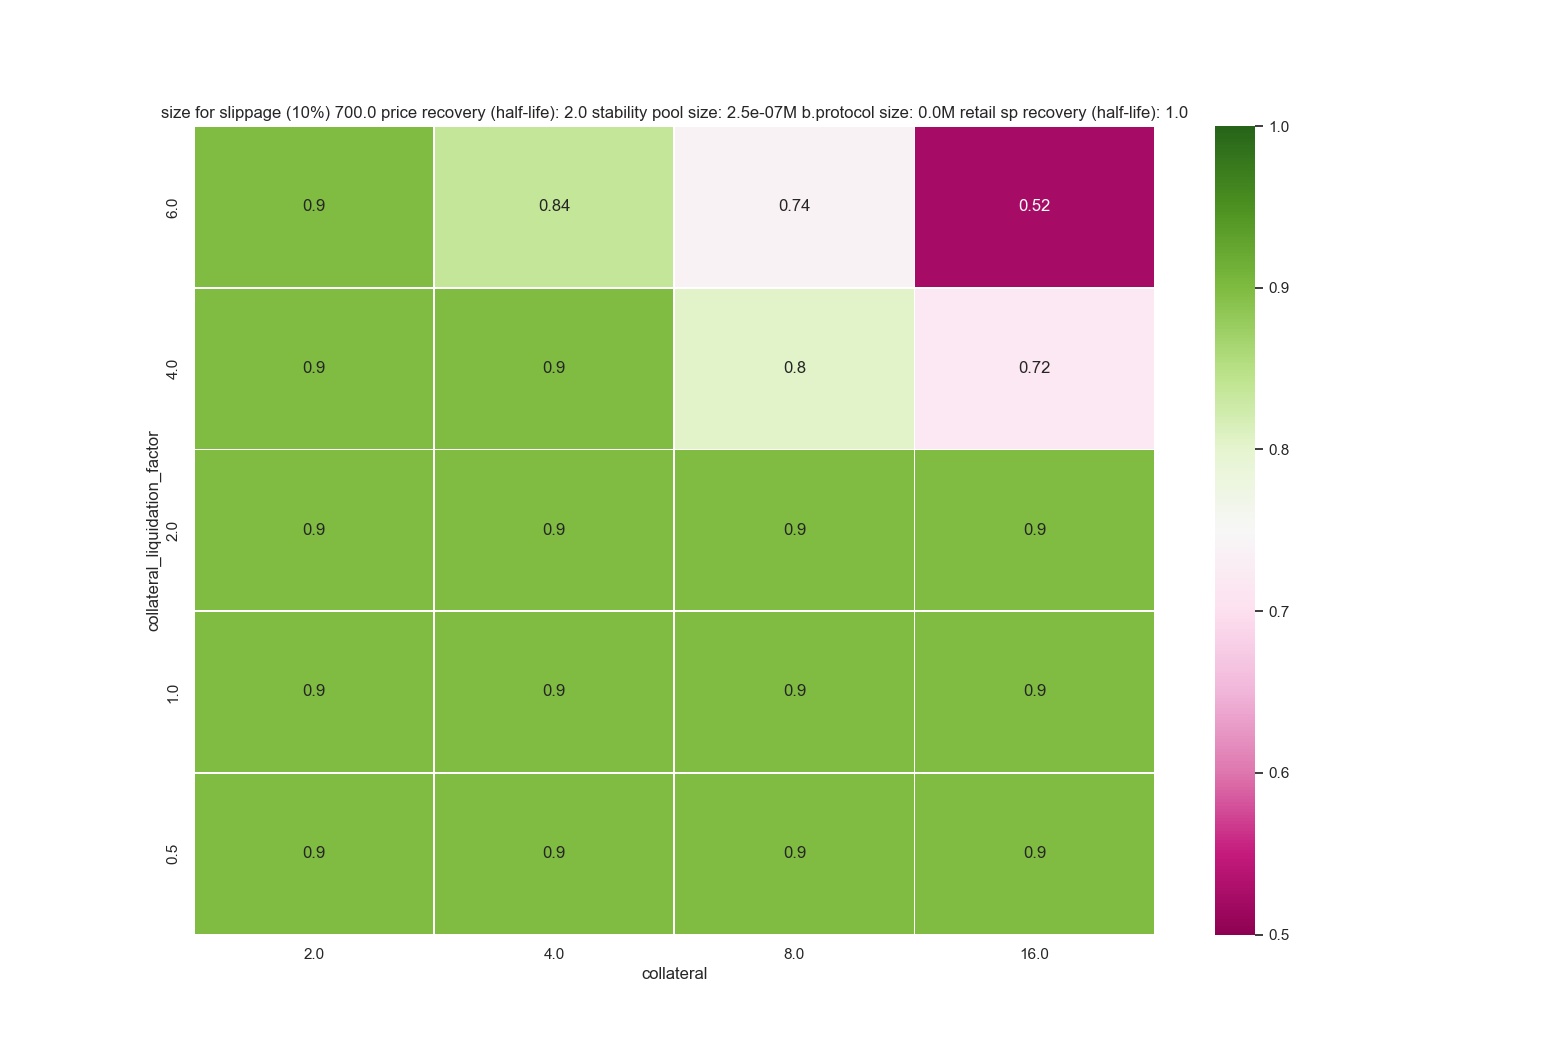 size for slippage (10%) 700.0 price recovery (half-life): 2.0 stability pool size: 2.5e-07M b.protocol size: 0.0M retail sp recovery (half-life): 1.0
collateral_liquidation_factor
6.0 0.9 0.84 0.74 0.52
4.0 0.9 0.9 0.8 0.72
2.0 0.9 0.9 0.9 0.9
1.0 0.9 0.9 0.9 0.9
0.5 0.9 0.9 0.9 0.9
2.0 4.0 8.0 16.0
collateral
1.0
0.9
0.8
0.7
0.6
0.5